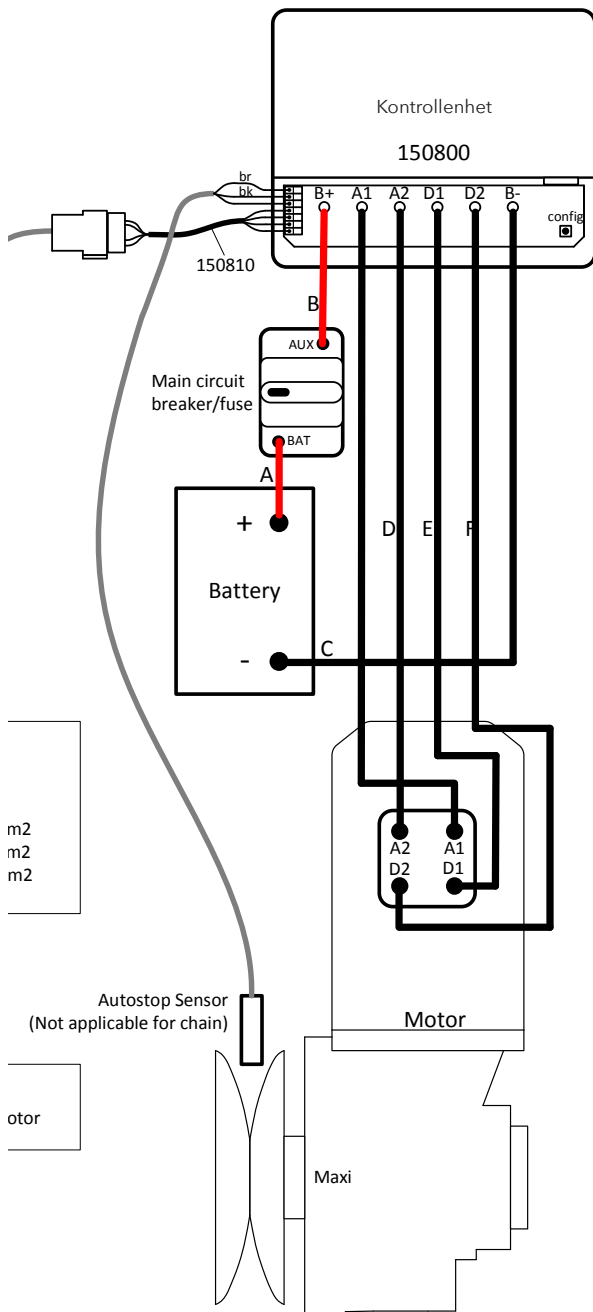 Kontrollenhet
150800
br
bk
B+ A1 A2 D1 D2 B-
config
150810
B
AUX
Main circuit
breaker/fuse
BAT
A
+
D E F
Battery
-
C
m2
m2
m2
A2 A1
D2 D1
Autostop Sensor
(Not applicable for chain)
Motor
otor
Maxi